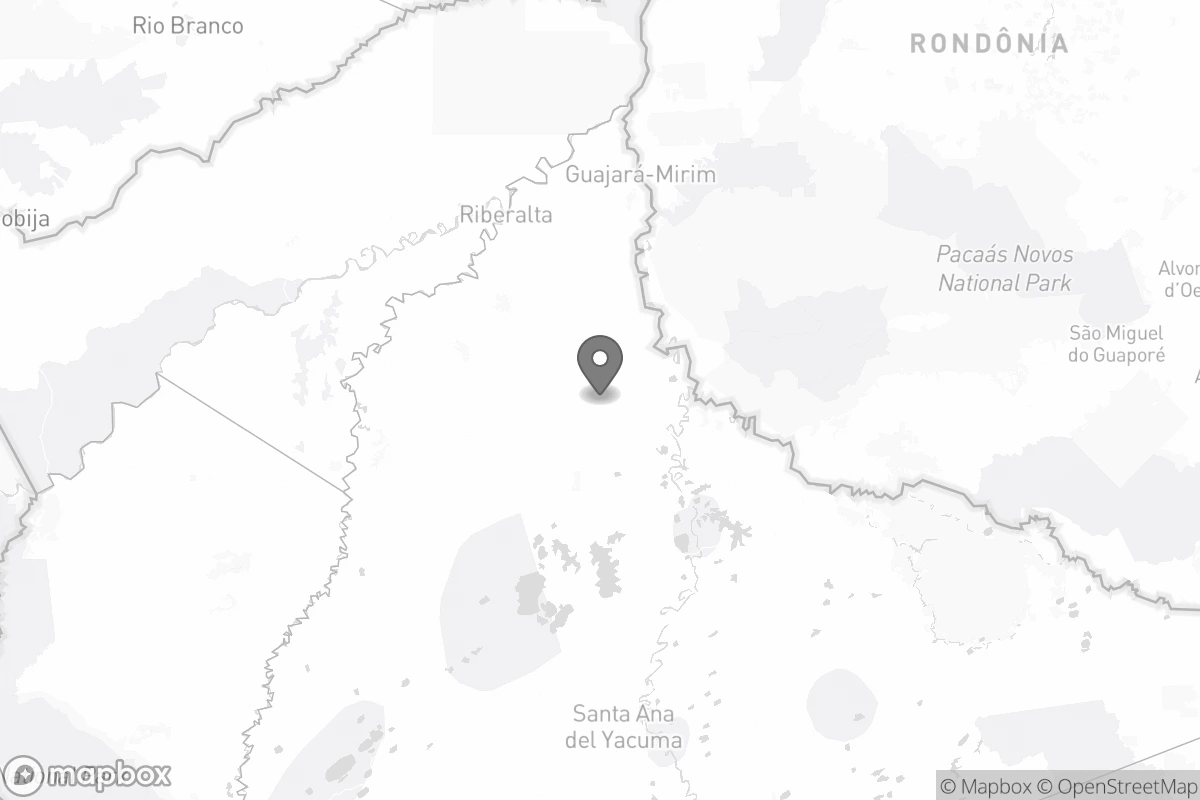 Rio Branco
RONDÔNIA
Guajará-Mirim
obija
Riberalta
Pacaás Novos
National Park
Alvor
d'Oe
São Miguel
do Guaporé
Santa Ana
del Yacuma
mapbox
© Mapbox © OpenStreetMap